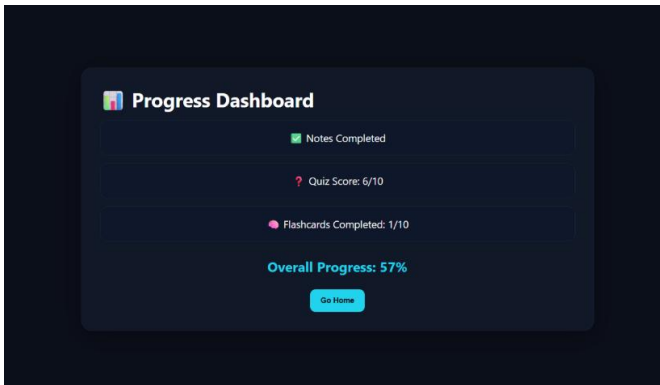 Progress Dashboard
✅ Notes Completed
❓ Quiz Score: 6/10
🧠 Flashcards Completed: 1/10
Overall Progress: 57%
Go Home